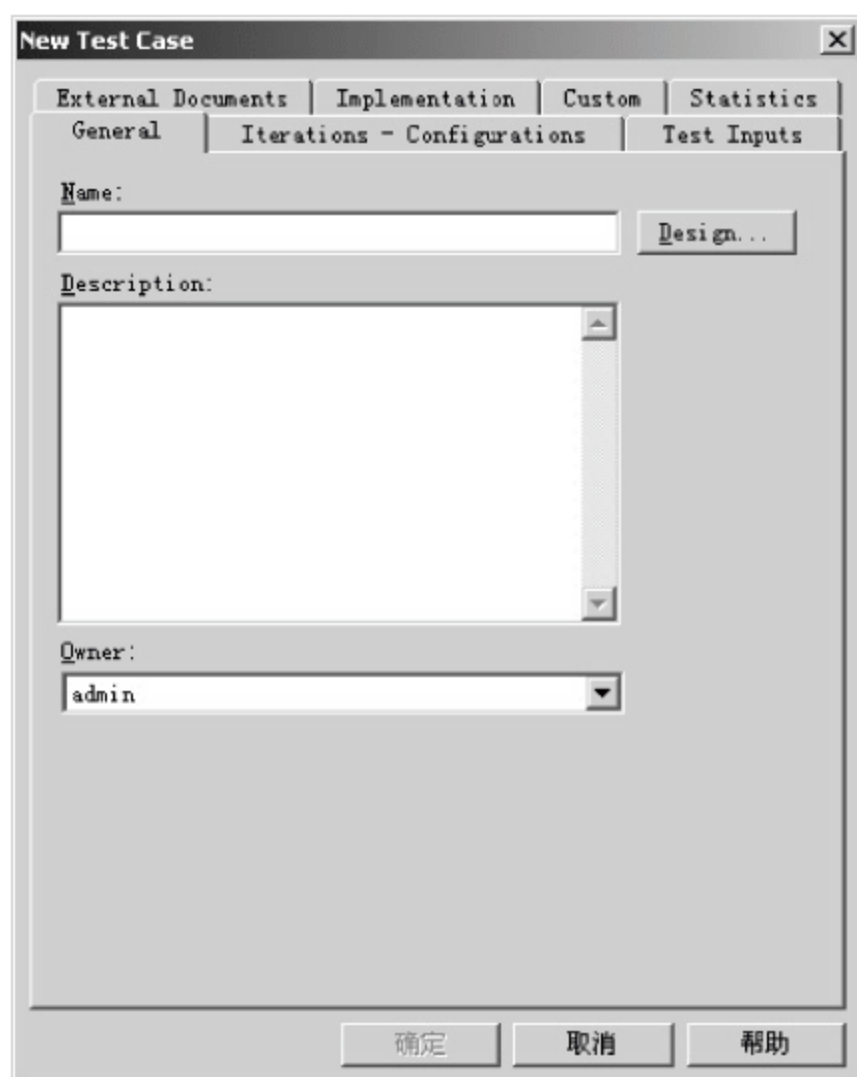 New Test Case
External Documents Implementation Custom Statistics
General Iterations - Configurations Test Inputs
Name:
Design...
Description:
Owner:
admin
确定 取消 帮助